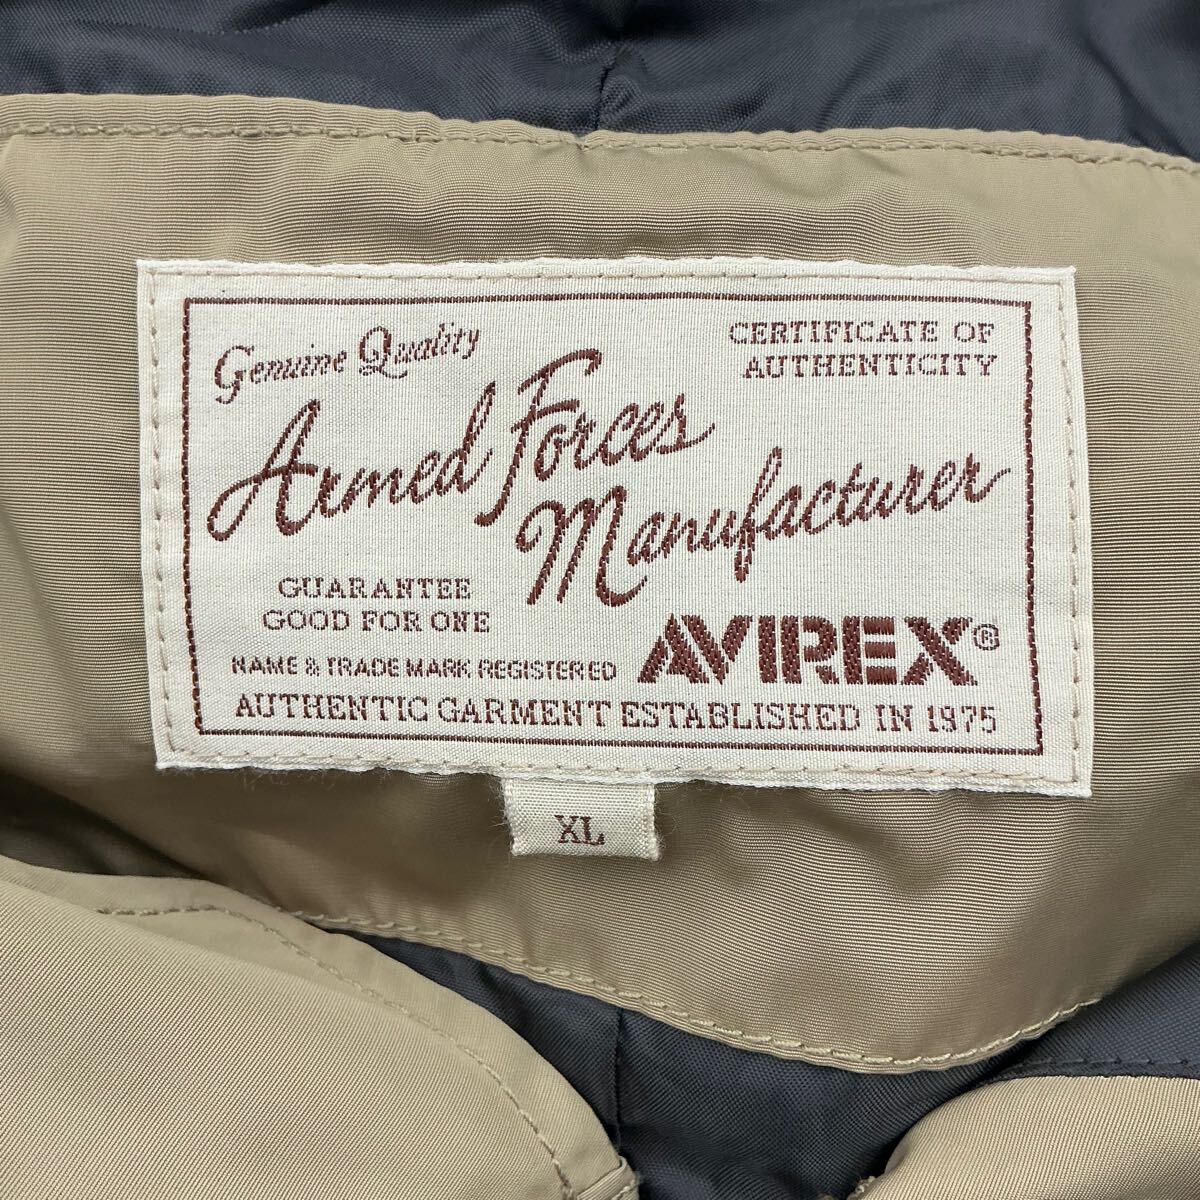 Genuine Quality
CERTIFICATE OF
AUTHENTICITY
Armed Forces
Manufacturer
GUARANTEE
GOOD FOR ONE
NAME & TRADE MARK REGISTERED
AVIREX®
AUTHENTIC GARMENT ESTABLISHED IN 1975
XL